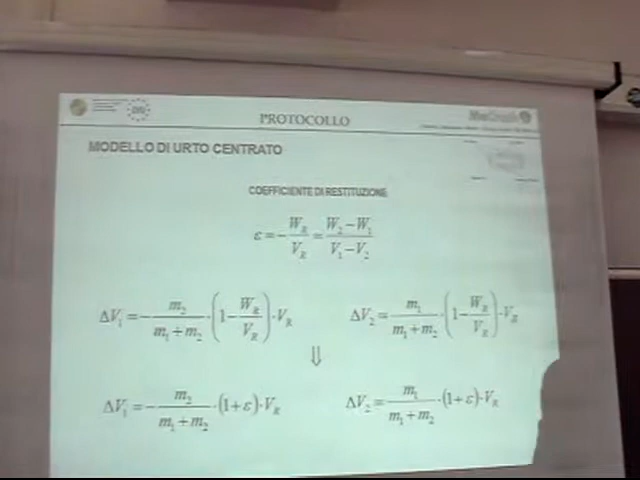 PROTOCOLLO
MODELLO DI URTO CENTRATO
COEFFICIENTE DI RESTITUZIONE
ε = - W_R / V_R = (W_2 - W_1) / (V_1 - V_2)
ΔV_1 = - m_2 / (m_1 + m_2) · (1 - W_R / V_R) · V_R
ΔV_2 = m_1 / (m_1 + m_2) · (1 - W_R / V_R) · V_R
⇓
ΔV_1 = - m_2 / (m_1 + m_2) · (1 + ε) · V_R
ΔV_2 = m_1 / (m_1 + m_2) · (1 + ε) · V_R